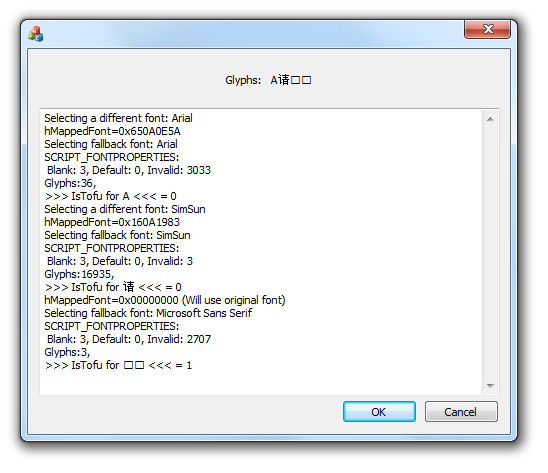 Glyphs: A请□□
Selecting a different font: Arial
hMappedFont=0x650A0E5A
Selecting fallback font: Arial
SCRIPT_FONTPROPERTIES:
Blank: 3, Default: 0, Invalid: 3033
Glyphs:36,
>>> IsTofu for A <<< = 0
Selecting a different font: SimSun
hMappedFont=0x160A1983
Selecting fallback font: SimSun
SCRIPT_FONTPROPERTIES:
Blank: 3, Default: 0, Invalid: 3
Glyphs:16935,
>>> IsTofu for 请 <<< = 0
hMappedFont=0x00000000 (Will use original font)
Selecting fallback font: Microsoft Sans Serif
SCRIPT_FONTPROPERTIES:
Blank: 3, Default: 0, Invalid: 2707
Glyphs:3,
>>> IsTofu for □□ <<< = 1
OK Cancel